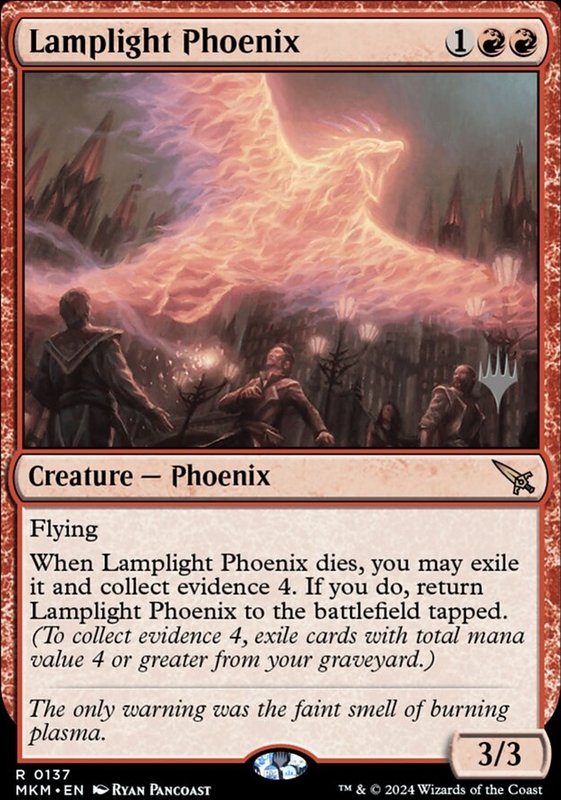 Lamplight Phoenix 1
Creature — Phoenix
Flying
When Lamplight Phoenix dies, you may exile
it and collect evidence 4. If you do, return
Lamplight Phoenix to the battlefield tapped.
(To collect evidence 4, exile cards with total mana
value 4 or greater from your graveyard.)
The only warning was the faint smell of burning
plasma.
3/3
R 0137
MKM • EN Ryan Pancoast
™ & © 2024 Wizards of the Coast